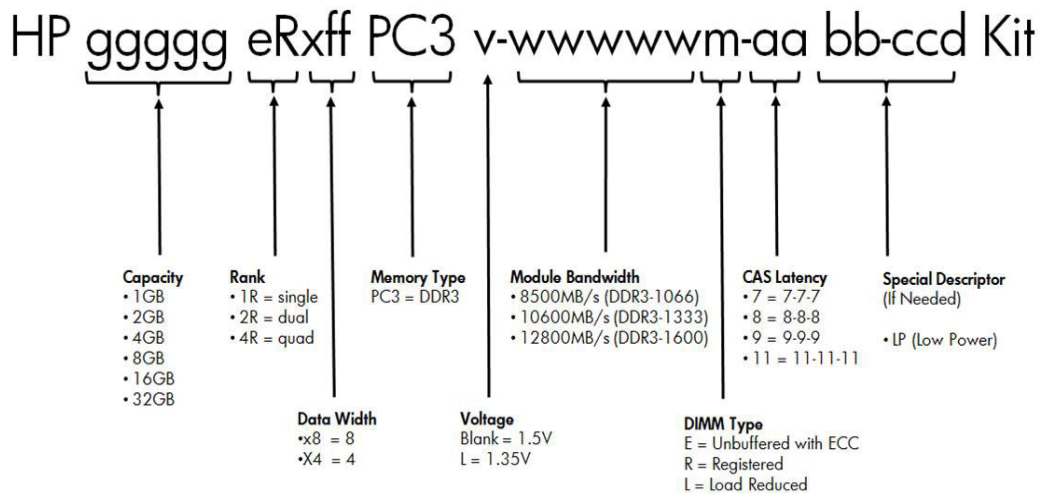 HP ggggg eRxff PC3 v-wwwwwm-aa bb-ccd Kit
Capacity
• 1GB
• 2GB
• 4GB
• 8GB
• 16GB
• 32GB
Rank
• 1R = single
• 2R = dual
• 4R = quad
Memory Type
PC3 = DDR3
Module Bandwidth
• 8500MB/s (DDR3-1066)
• 10600MB/s (DDR3-1333)
• 12800MB/s (DDR3-1600)
CAS Latency
• 7 = 7-7-7
• 8 = 8-8-8
• 9 = 9-9-9
• 11 = 11-11-11
Special Descriptor
(If Needed)
• LP (Low Power)
Data Width
•x8 = 8
•X4 = 4
Voltage
Blank = 1.5V
L = 1.35V
DIMM Type
E = Unbuffered with ECC
R = Registered
L = Load Reduced